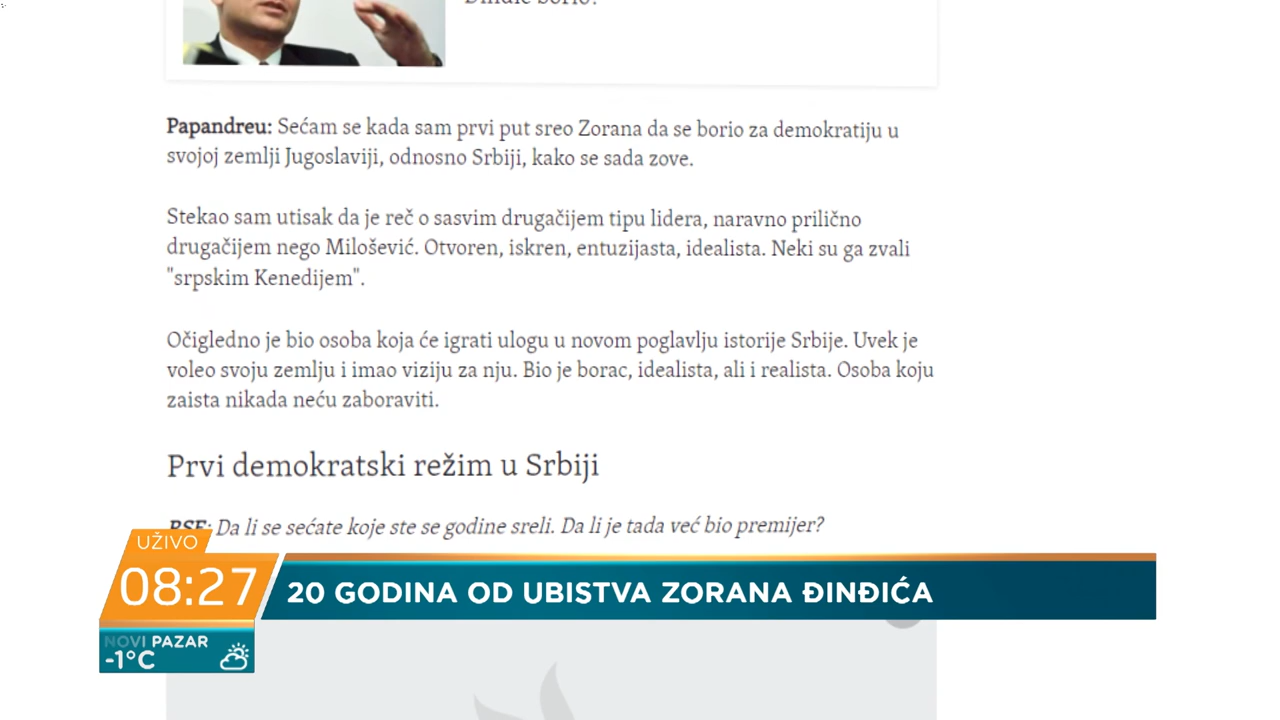 Papandreu: Sećam se kada sam prvi put sreo Zorana da se borio za demokratiju u
svojoj zemlji Jugoslaviji, odnosno Srbiji, kako se sada zove.
Stekao sam utisak da je reč o sasvim drugačijem tipu lidera, naravno prilično
drugačijem nego Milošević. Otvoren, iskren, entuzijasta, idealista. Neki su ga zvali
"srpskim Kenedijem".
Očigledno je bio osoba koja će igrati ulogu u novom poglavlju istorije Srbije. Uvek je
voleo svoju zemlju i imao viziju za nju. Bio je borac, idealista, ali i realista. Osoba koju
zaista nikada neću zaboraviti.
Prvi demokratski režim u Srbiji
RSE: Da li se sećate koje ste se godine sreli. Da li je tada već bio premijer?
UŽIVO
08:27
20 GODINA OD UBISTVA ZORANA ĐINĐIĆA
NOVI PAZAR
-1°C